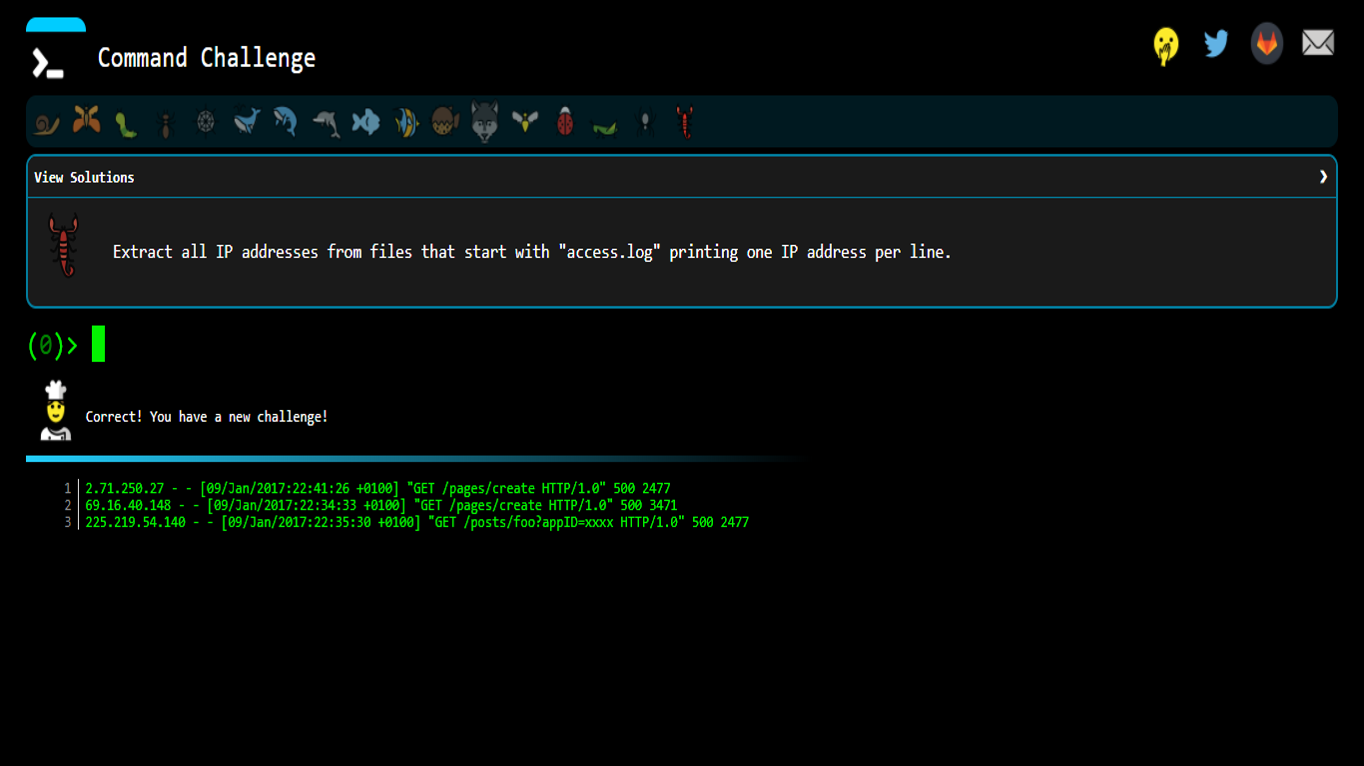 Command Challenge
View Solutions
Extract all IP addresses from files that start with "access.log" printing one IP address per line.
(0)>
Correct! You have a new challenge!
1 2.71.250.27 - - [09/Jan/2017:22:41:26 +0100] "GET /pages/create HTTP/1.0" 500 2477
2 69.16.40.148 - - [09/Jan/2017:22:34:33 +0100] "GET /pages/create HTTP/1.0" 500 3471
3 225.219.54.140 - - [09/Jan/2017:22:35:30 +0100] "GET /posts/foo?appID=xxxx HTTP/1.0" 500 2477